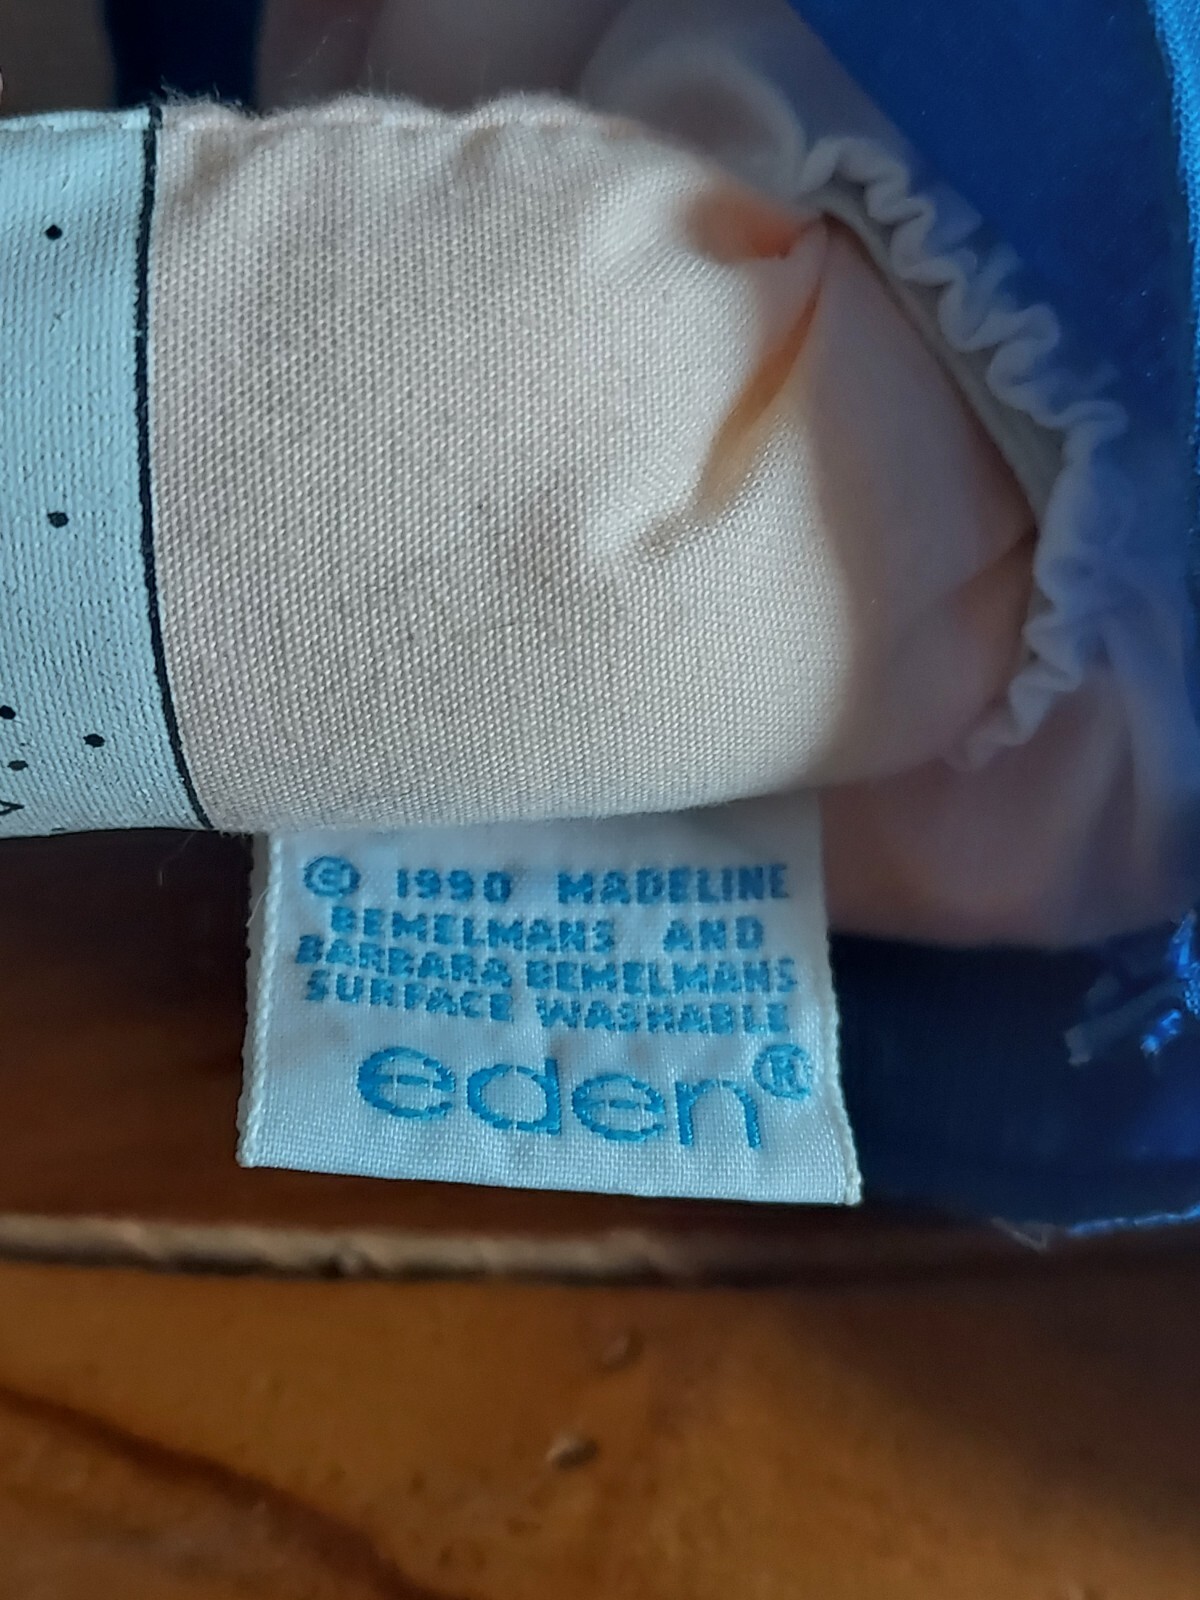 © 1990 MADELINE
BEMELMANS AND
BARBARA BEMELMANS
SURFACE WASHABLE
eden®